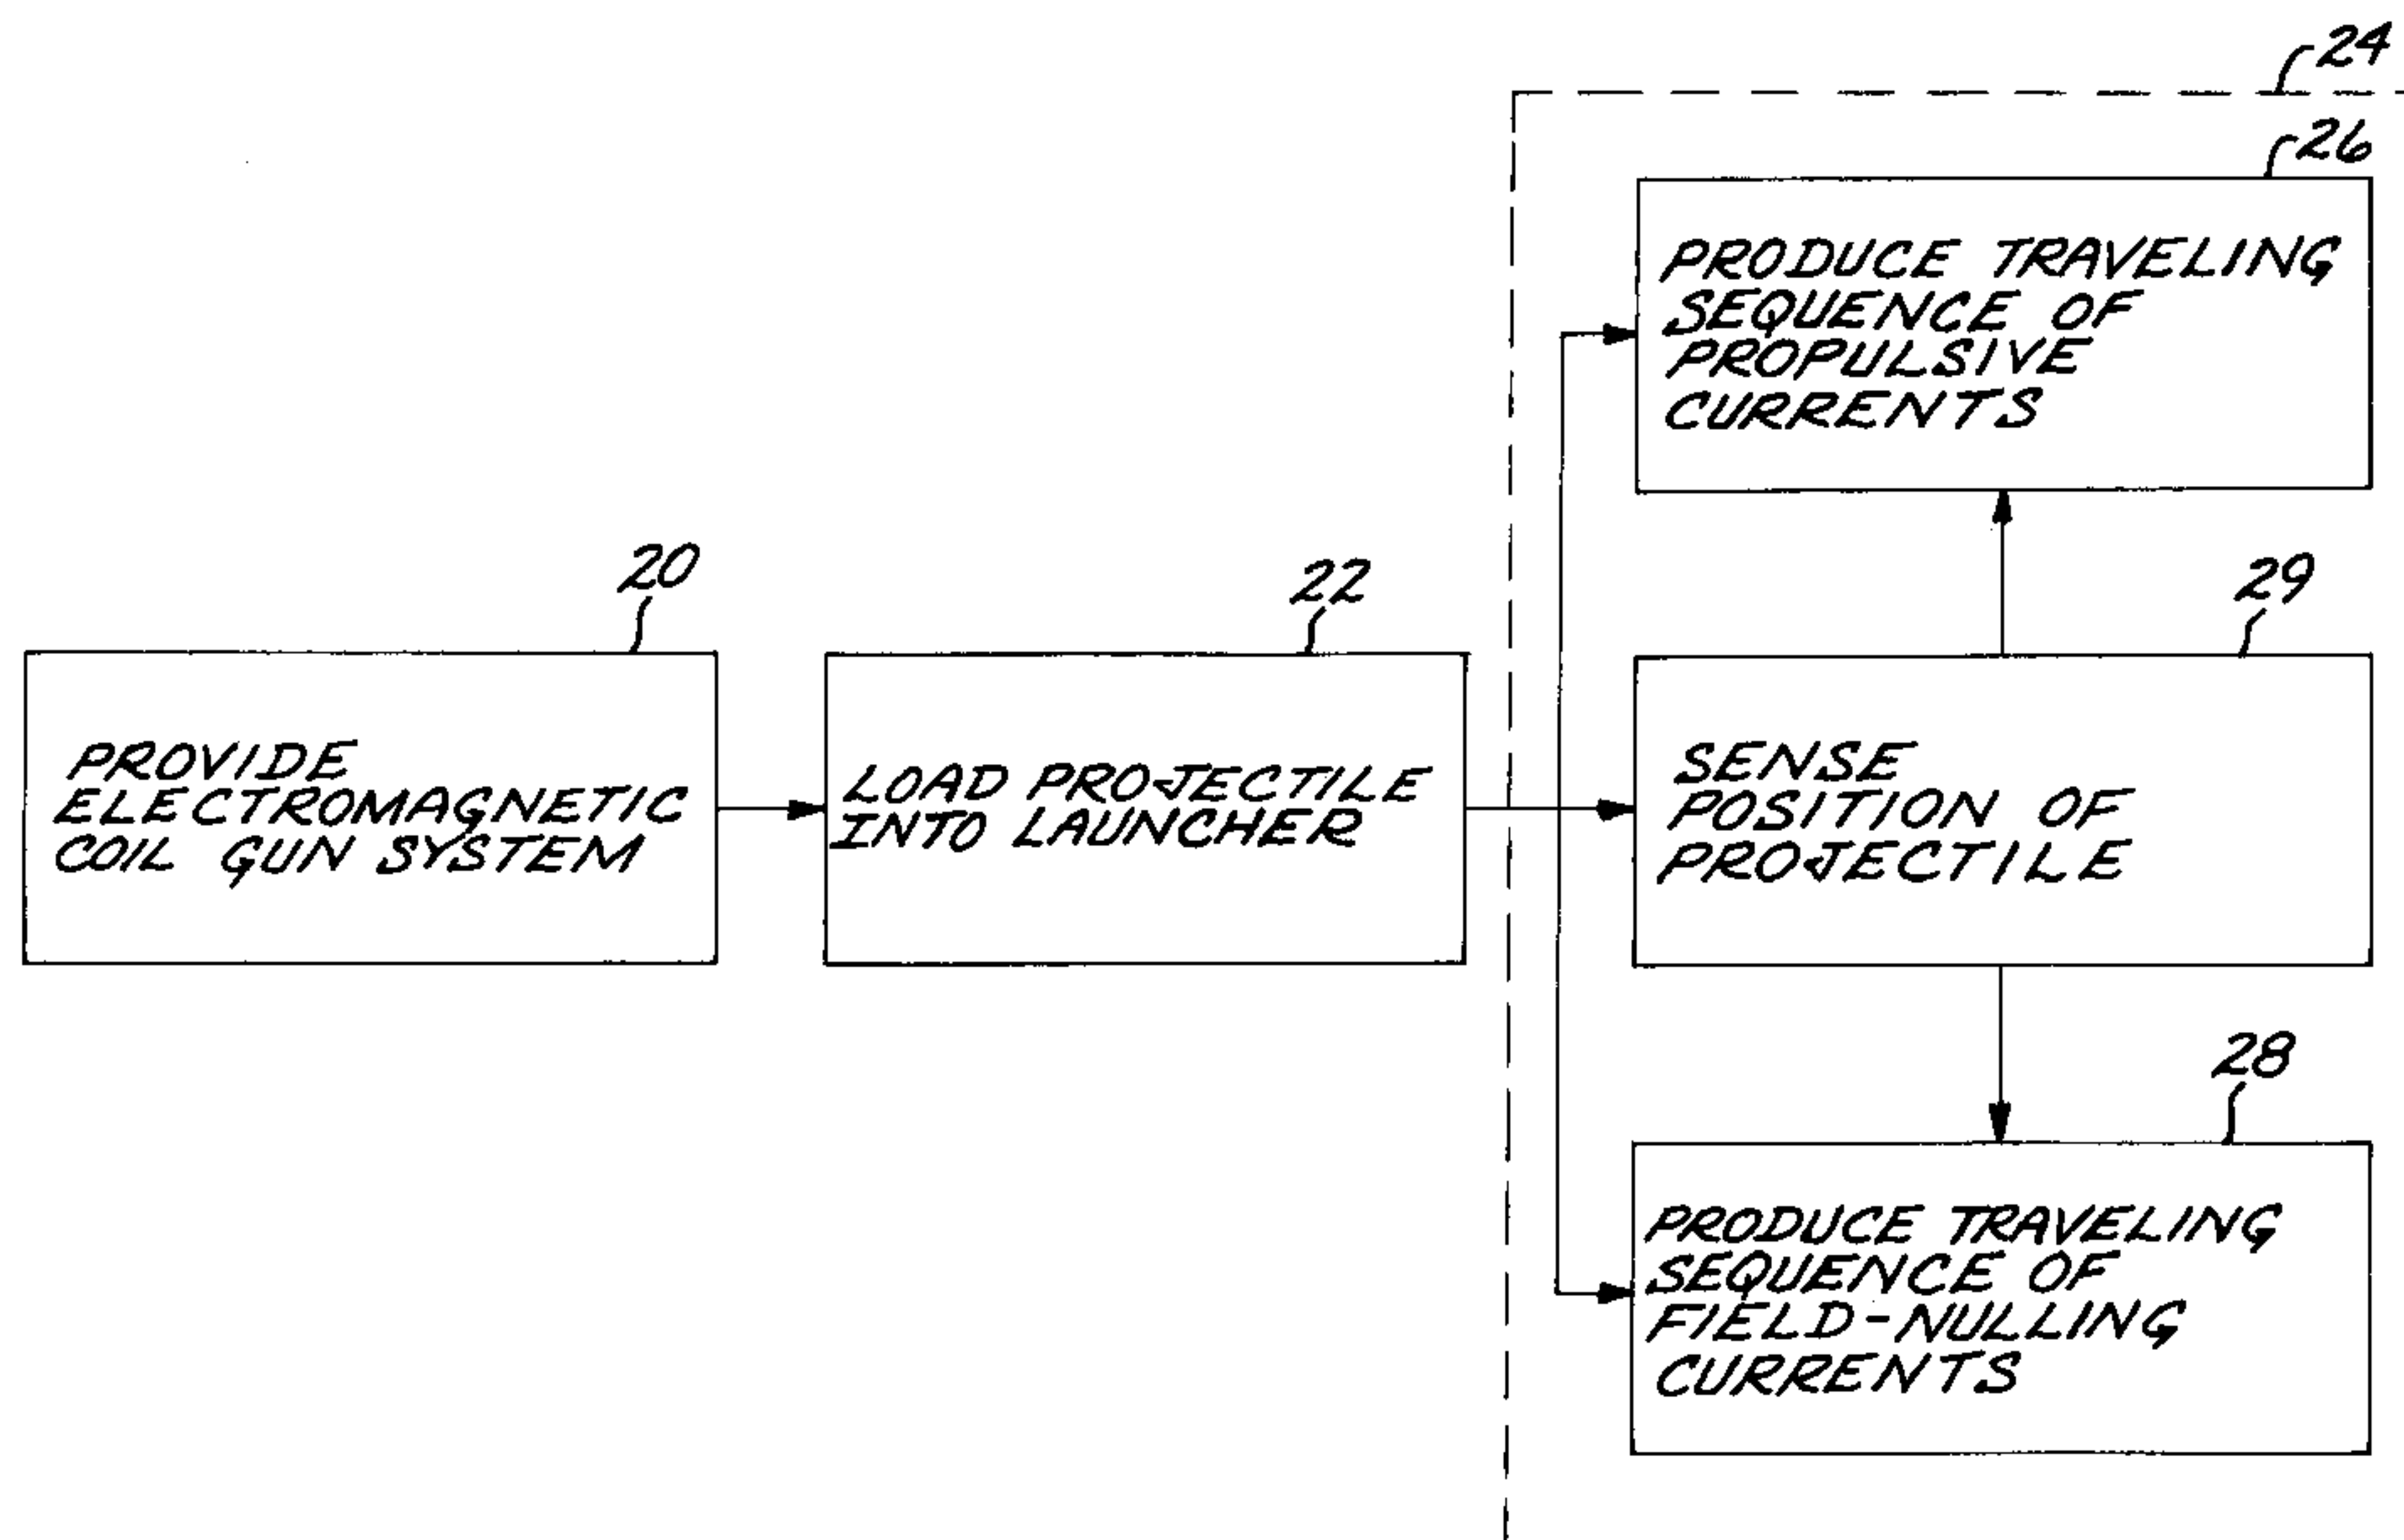 24
26
PRODUCE TRAVELING
SEQUENCE OF
PROPULSIVE
CURRENTS
20
PROVIDE
ELECTROMAGNETIC
COIL GUN SYSTEM
22
LOAD PROJECTILE
INTO LAUNCHER
29
SENSE
POSITION OF
PROJECTILE
28
PRODUCE TRAVELING
SEQUENCE OF
FIELD-NULLING
CURRENTS